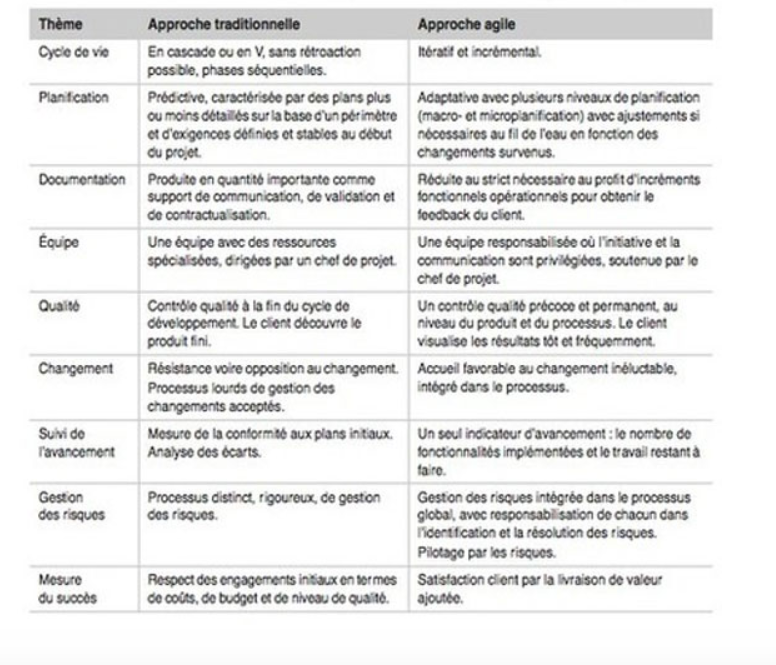 Thème Approche traditionnelle Approche agile
Cycle de vie En cascade ou en V, sans rétroaction Itératif et incrémental.
possible, phases séquentielles.
Planification Prédictive, caractérisée par des plans plus Adaptative avec plusieurs niveaux de planification
ou moins détaillés sur la base d'un périmètre (macro- et microplanification) avec ajustements si
et d'exigences définies et stables au début nécessaires au fil de l'eau en fonction des
du projet. changements survenus.
Documentation Produite en quantité importante comme Réduite au strict nécessaire au profit d'incréments
support de communication, de validation et fonctionnels opérationnels pour obtenir le
de contractualisation. feedback du client.
Équipe Une équipe avec des ressources Une équipe responsabilisée où l'initiative et la
spécialisées, dirigées par un chef de projet. communication sont privilégiées, soutenue par le
chef de projet.
Qualité Contrôle qualité à la fin du cycle de Un contrôle qualité précoce et permanent, au
développement. Le client découvre le niveau du produit et du processus. Le client
produit fini. visualise les résultats tôt et fréquemment.
Changement Résistance voire opposition au changement. Accueil favorable au changement inéluctable,
Processus lourds de gestion des intégré dans le processus.
changements acceptés.
Suivi de Mesure de la conformité aux plans initiaux. Un seul indicateur d'avancement : le nombre de
l'avancement Analyse des écarts. fonctionnalités implémentées et le travail restant à
faire.
Gestion Processus distinct, rigoureux, de gestion Gestion des risques intégrée dans le processus
des risques des risques. global, avec responsabilisation de chacun dans
l'identification et la résolution des risques.
Pilotage par les risques.
Mesure Respect des engagements initiaux en termes Satisfaction client par la livraison de valeur
du succès de coûts, de budget et de niveau de qualité. ajoutée.